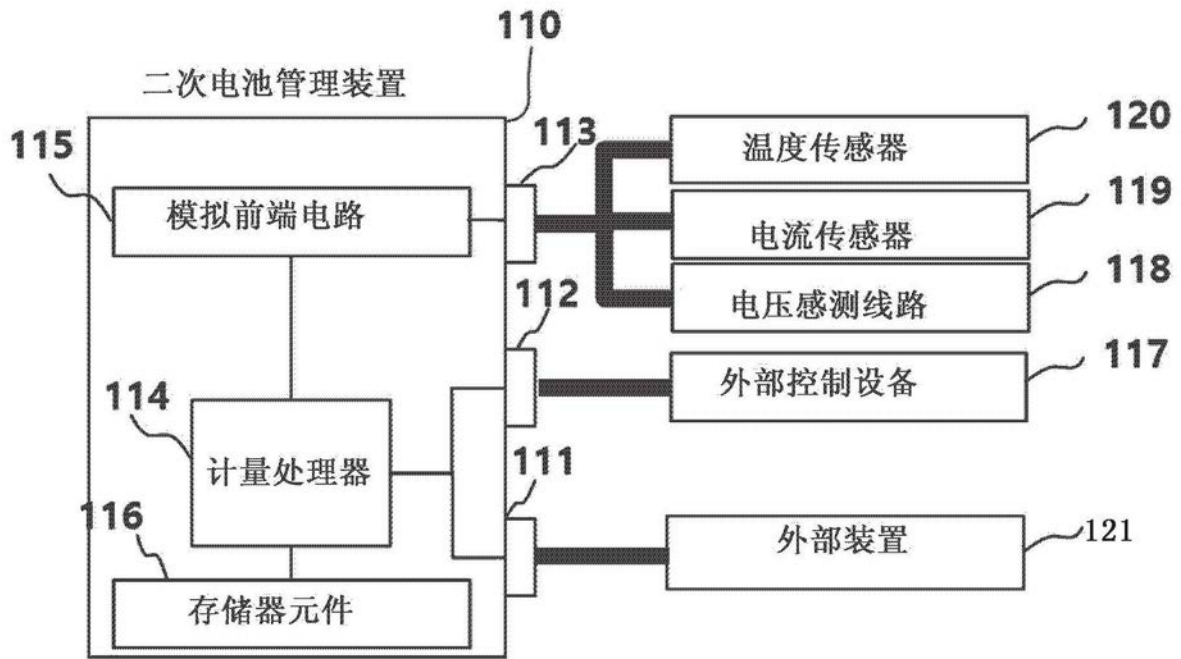 110
二次电池管理装置
115
113
120
模拟前端电路
温度传感器
119
电流传感器
118
112
电压感测线路
117
114
外部控制设备
计量处理器
111
116
外部装置
121
存储器元件